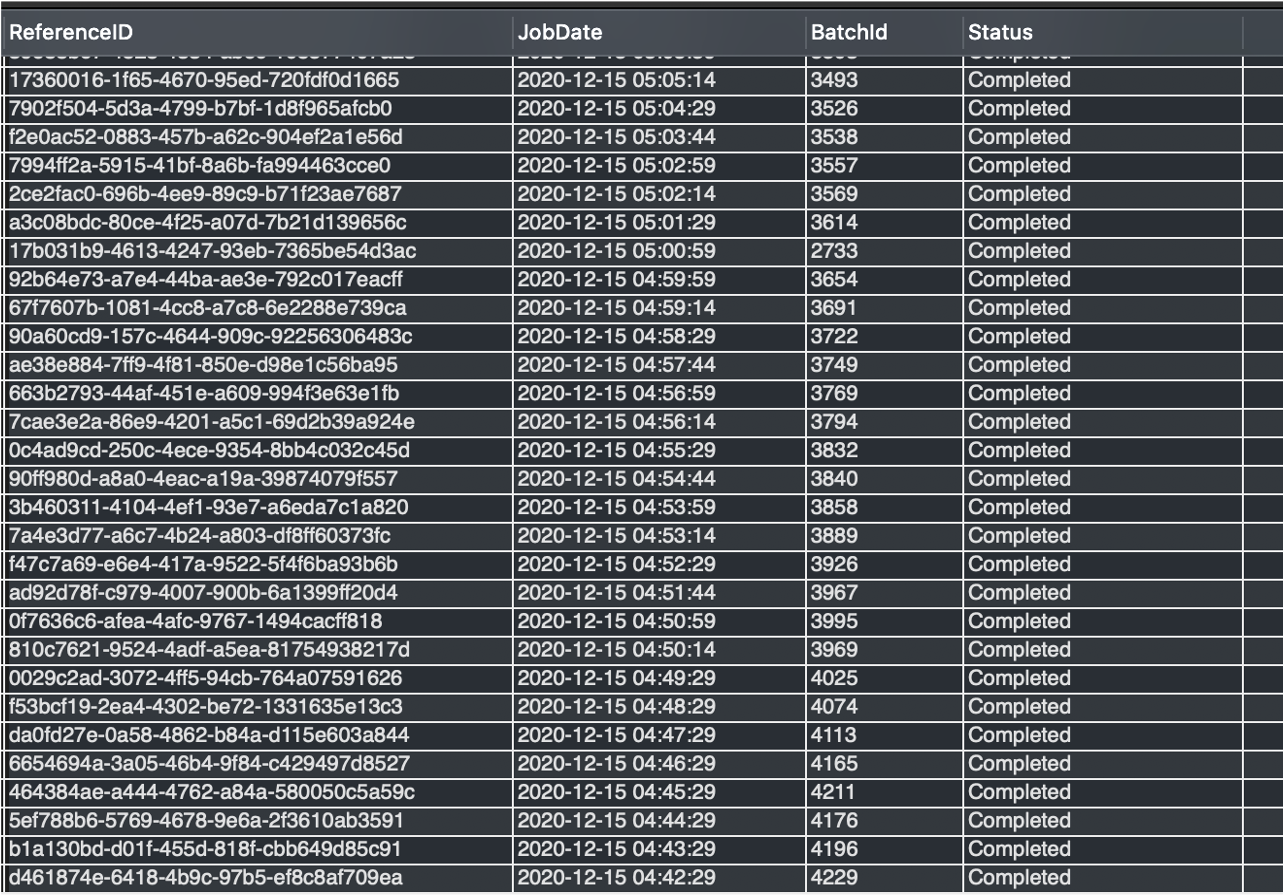 ReferenceID JobDate BatchId Status
17360016-1f65-4670-95ed-720fdf0d1665 2020-12-15 05:05:14 3493 Completed
7902f504-5d3a-4799-b7bf-1d8f965afcb0 2020-12-15 05:04:29 3526 Completed
f2e0ac52-0883-457b-a62c-904ef2a1e56d 2020-12-15 05:03:44 3538 Completed
7994ff2a-5915-41bf-8a6b-fa994463cce0 2020-12-15 05:02:59 3557 Completed
2ce2fac0-696b-4ee9-89c9-b71f23ae7687 2020-12-15 05:02:14 3569 Completed
a3c08bdc-80ce-4f25-a07d-7b21d139656c 2020-12-15 05:01:29 3614 Completed
17b031b9-4613-4247-93eb-7365be54d3ac 2020-12-15 05:00:59 2733 Completed
92b64e73-a7e4-44ba-ae3e-792c017eacff 2020-12-15 04:59:59 3654 Completed
67f7607b-1081-4cc8-a7c8-6e2288e739ca 2020-12-15 04:59:14 3691 Completed
90a60cd9-157c-4644-909c-92256306483c 2020-12-15 04:58:29 3722 Completed
ae38e884-7ff9-4f81-850e-d98e1c56ba95 2020-12-15 04:57:44 3749 Completed
663b2793-44af-451e-a609-994f3e63e1fb 2020-12-15 04:56:59 3769 Completed
7cae3e2a-86e9-4201-a5c1-69d2b39a924e 2020-12-15 04:56:14 3794 Completed
0c4ad9cd-250c-4ece-9354-8bb4c032c45d 2020-12-15 04:55:29 3832 Completed
90ff980d-a8a0-4eac-a19a-39874079f557 2020-12-15 04:54:44 3840 Completed
3b460311-4104-4ef1-93e7-a6eda7c1a820 2020-12-15 04:53:59 3858 Completed
7a4e3d77-a6c7-4b24-a803-df8ff60373fc 2020-12-15 04:53:14 3889 Completed
f47c7a69-e6e4-417a-9522-5f4f6ba93b6b 2020-12-15 04:52:29 3926 Completed
ad92d78f-c979-4007-900b-6a1399ff20d4 2020-12-15 04:51:44 3967 Completed
0f7636c6-afea-4afc-9767-1494cacff818 2020-12-15 04:50:59 3995 Completed
810c7621-9524-4adf-a5ea-81754938217d 2020-12-15 04:50:14 3969 Completed
0029c2ad-3072-4ff5-94cb-764a07591626 2020-12-15 04:49:29 4025 Completed
f53bcf19-2ea4-4302-be72-1331635e13c3 2020-12-15 04:48:29 4074 Completed
da0fd27e-0a58-4862-b84a-d115e603a844 2020-12-15 04:47:29 4113 Completed
6654694a-3a05-46b4-9f84-c429497d8527 2020-12-15 04:46:29 4165 Completed
464384ae-a444-4762-a84a-580050c5a59c 2020-12-15 04:45:29 4211 Completed
5ef788b6-5769-4678-9e6a-2f3610ab3591 2020-12-15 04:44:29 4176 Completed
b1a130bd-d01f-455d-818f-cbb649d85c91 2020-12-15 04:43:29 4196 Completed
d461874e-6418-4b9c-97b5-ef8c8af709ea 2020-12-15 04:42:29 4229 Completed